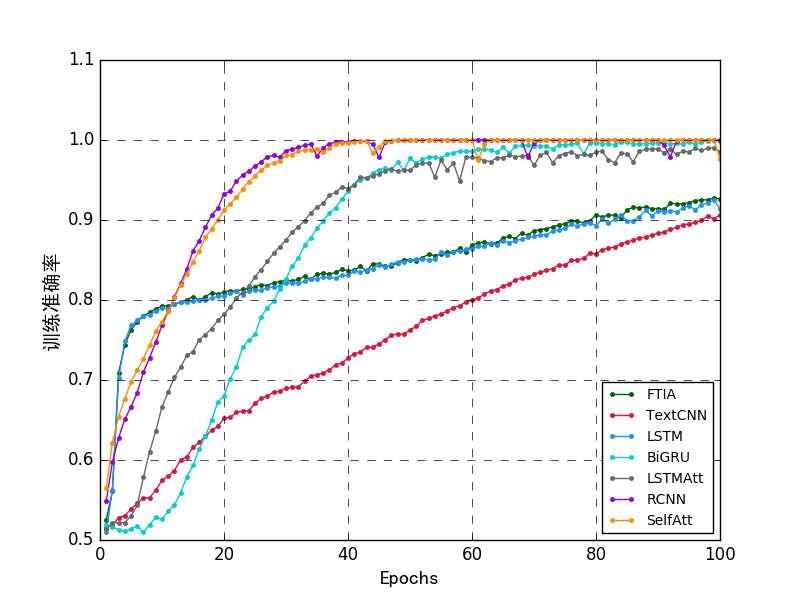 1.1
1.0
0.9
0.8
0.7
0.6
0.5
训练准确率
0 20 40 60 80 100
Epochs
FTIA
TextCNN
LSTM
BiGRU
LSTMAtt
RCNN
SelfAtt